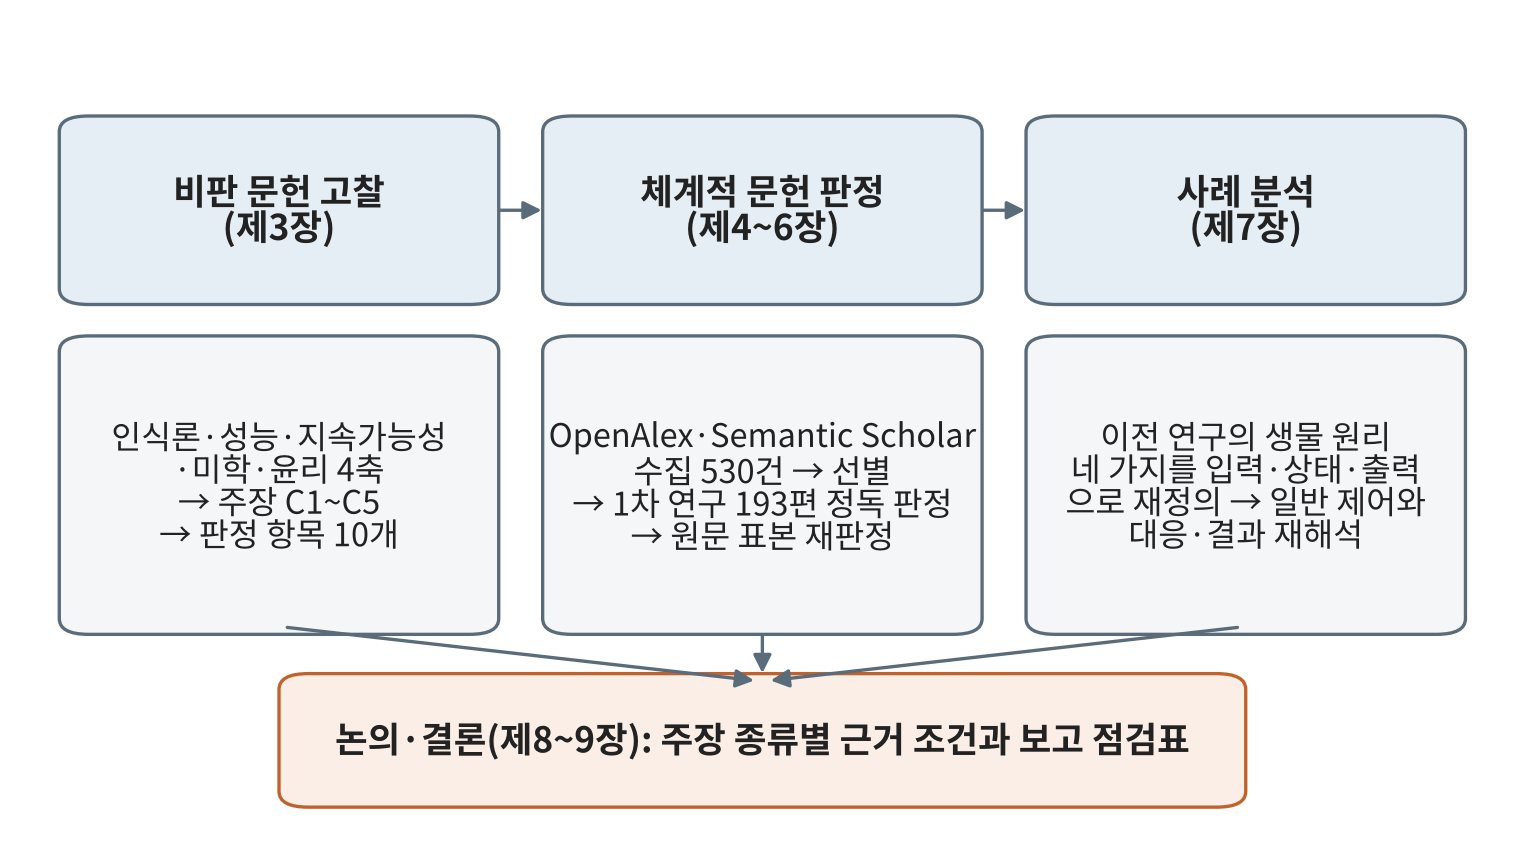 비판 문헌 고찰
(제3장)
체계적 문헌 판정
(제4~6장)
사례 분석
(제7장)
인식론·성능·지속가능성
·미학·윤리 4축
→ 주장 C1~C5
→ 판정 항목 10개
OpenAlex·Semantic Scholar
수집 530건 → 선별
→ 1차 연구 193편 정독 판정
→ 원문 표본 재판정
이전 연구의 생물 원리
네 가지를 입력·상태·출력
으로 재정의 → 일반 제어와
대응·결과 재해석
논의·결론(제8~9장): 주장 종류별 근거 조건과 보고 점검표